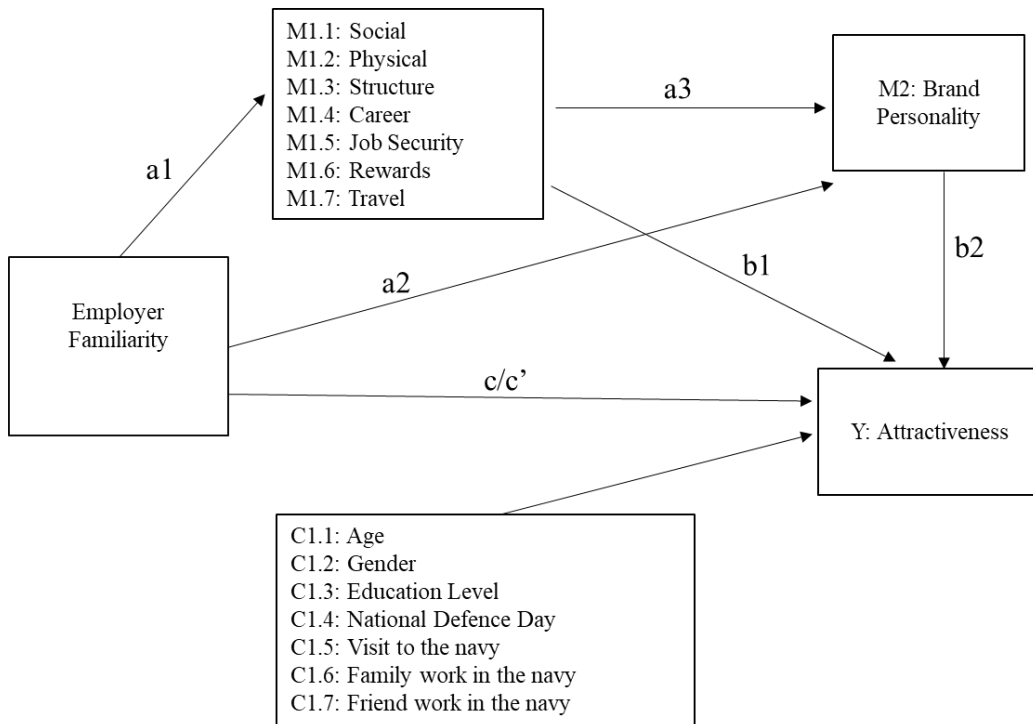 M1.1: Social
M1.2: Physical
M1.3: Structure
M1.4: Career
M1.5: Job Security
M1.6: Rewards
M1.7: Travel
a3
M2: Brand
Personality
a1
Employer
Familiarity
a2
b1
b2
c/c’
Y: Attractiveness
C1.1: Age
C1.2: Gender
C1.3: Education Level
C1.4: National Defence Day
C1.5: Visit to the navy
C1.6: Family work in the navy
C1.7: Friend work in the navy